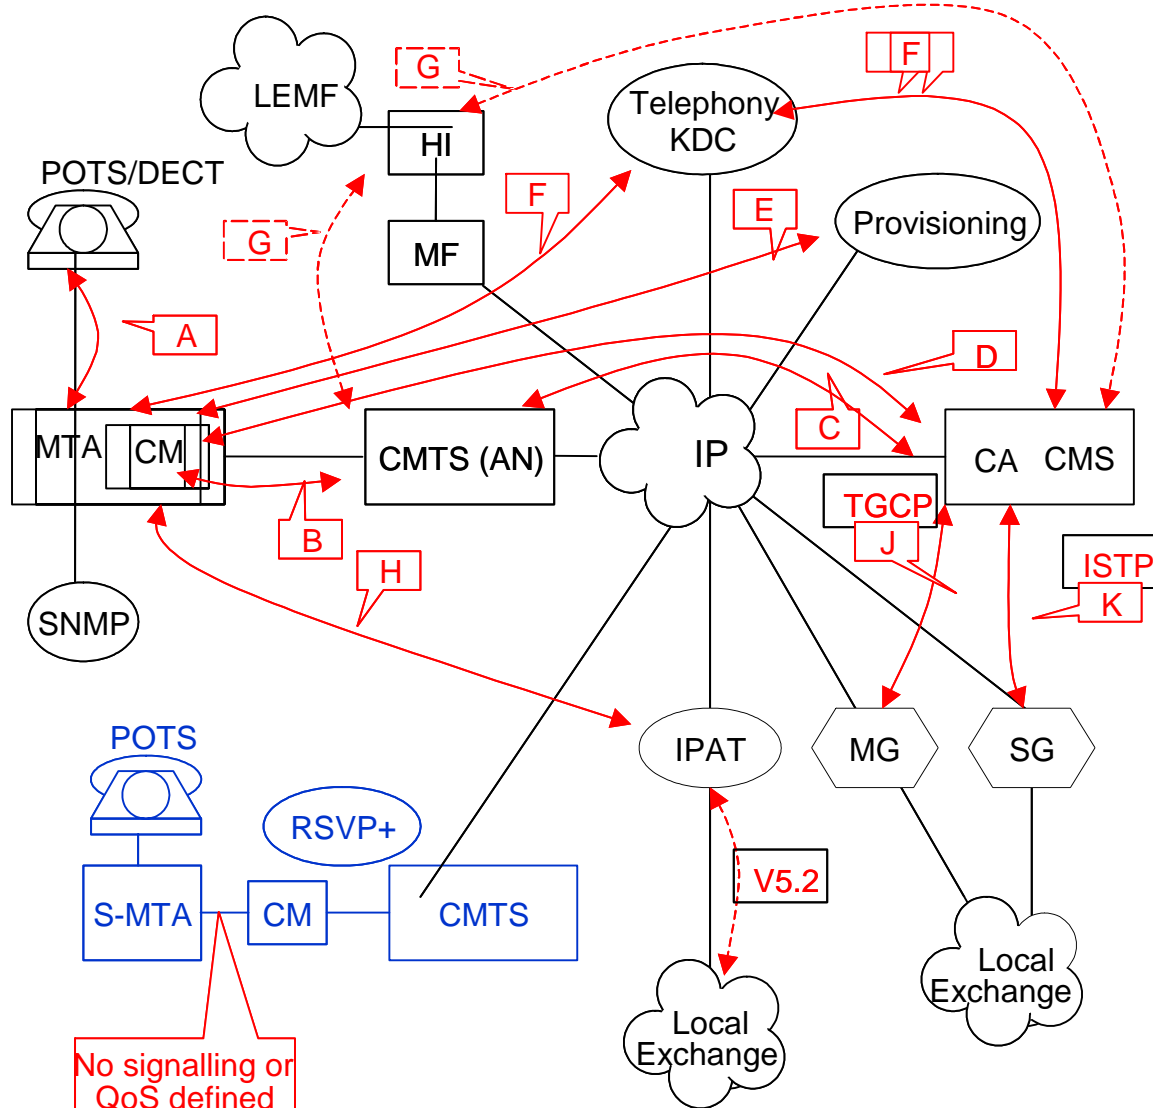 F
G
LEMF
Telephony
KDC
HI
POTS/DECT
F
E
Provisioning
G
MF
A
D
C
MTA
CM
CMTS (AN)
IP
CA
CMS
TGCP
B
J
H
ISTP
K
SNMP
POTS
IPAT
MG
SG
RSVP+
V5.2
S-MTA
CM
CMTS
Local
Exchange
Local
Exchange
No signalling or
QoS defined